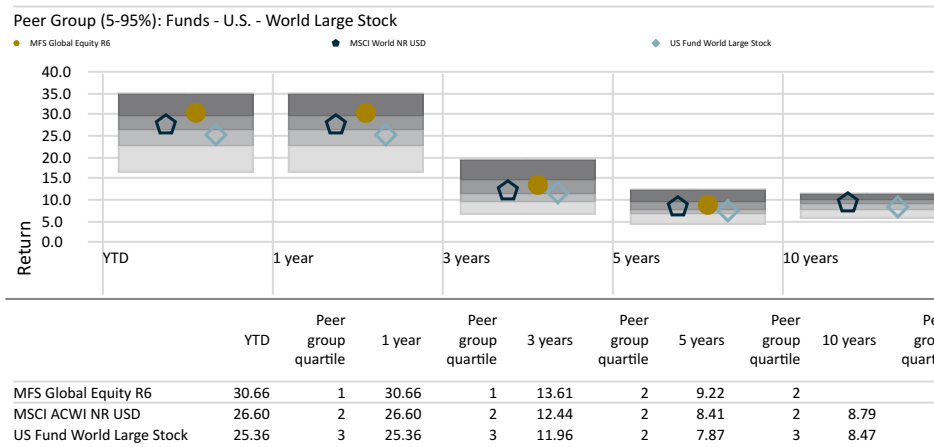 Peer Group (5-95%): Funds - U.S. - World Large Stock
MFS Global Equity R6 MSCI World NR USD US Fund World Large Stock
40.0
35.0
30.0
25.0
20.0
15.0
10.0
5.0
0.0
Return
YTD 1 year 3 years 5 years 10 years
YTD Peer group quartile 1 year Peer group quartile 3 years Peer group quartile 5 years Peer group quartile 10 years
MFS Global Equity R6 30.66 1 30.66 1 13.61 2 9.22 2
MSCI ACWI NR USD 26.60 2 26.60 2 12.44 2 8.41 2 8.79
US Fund World Large Stock 25.36 3 25.36 3 11.96 2 7.87 3 8.47